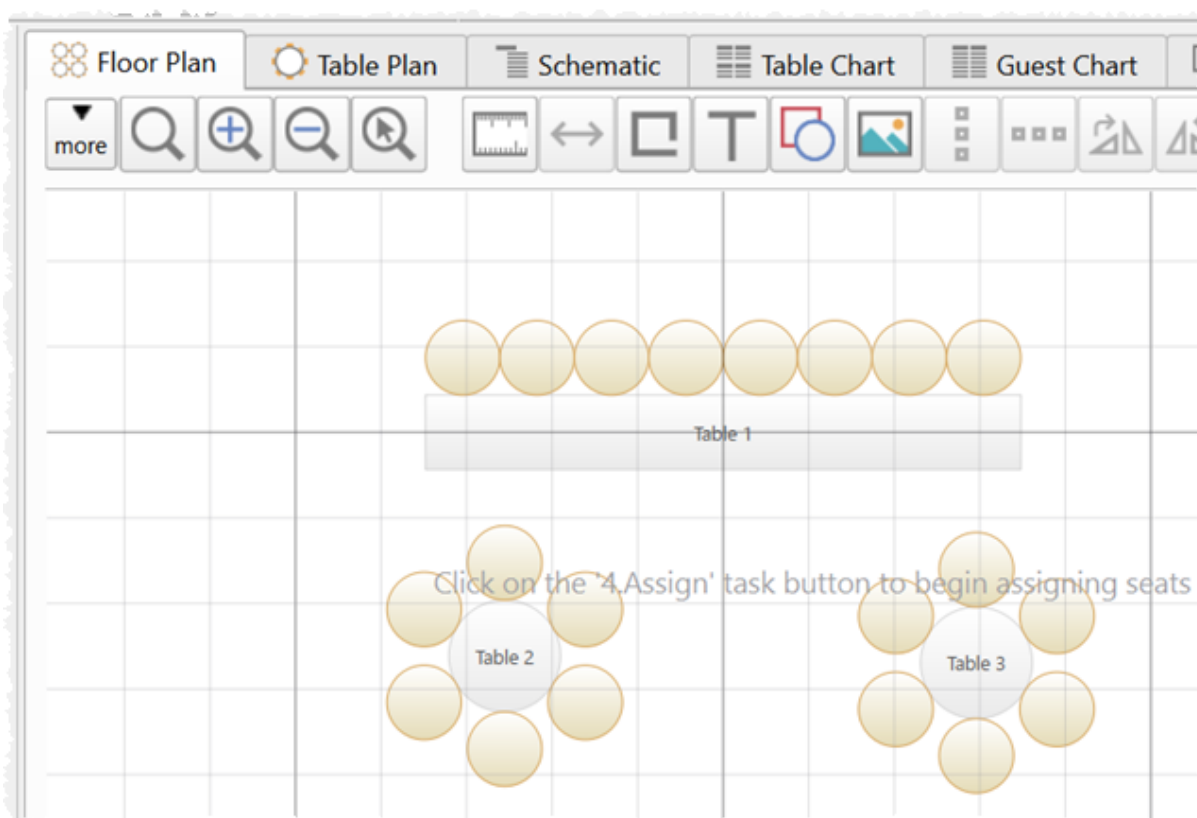 Floor Plan
Table Plan
Schematic
Table Chart
Guest Chart
more
Table 1
Click on the '4.Assign' task button to begin assigning seats
Table 2
Table 3